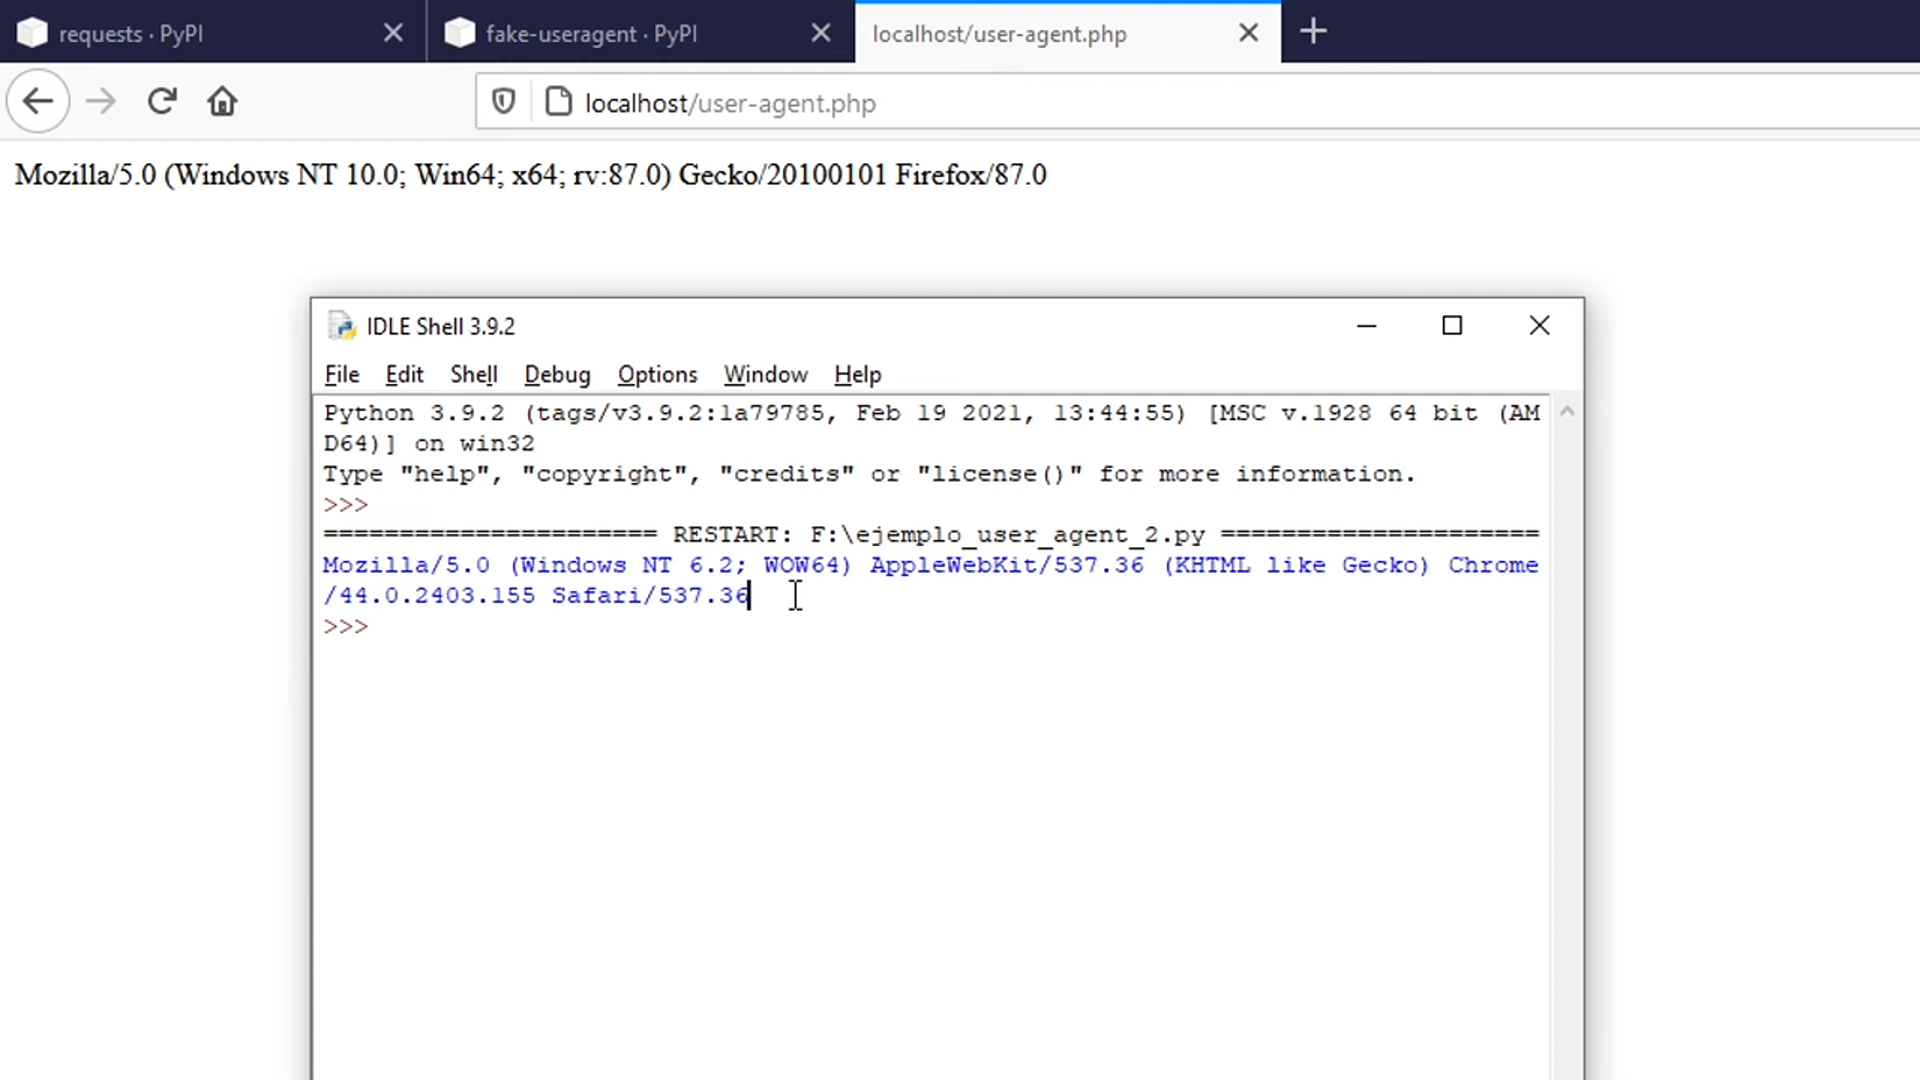 requests · PyPI
fake-useragent · PyPI
localhost/user-agent.php
localhost/user-agent.php
Mozilla/5.0 (Windows NT 10.0; Win64; x64; rv:87.0) Gecko/20100101 Firefox/87.0
IDLE Shell 3.9.2
File Edit Shell Debug Options Window Help
Python 3.9.2 (tags/v3.9.2:1a79785, Feb 19 2021, 13:44:55) [MSC v.1928 64 bit (AM
D64)] on win32
Type "help", "copyright", "credits" or "license()" for more information.
>>>
====================== RESTART: F:\ejemplo_user_agent_2.py =====================
Mozilla/5.0 (Windows NT 6.2; WOW64) AppleWebKit/537.36 (KHTML like Gecko) Chrome
/44.0.2403.155 Safari/537.36
>>>